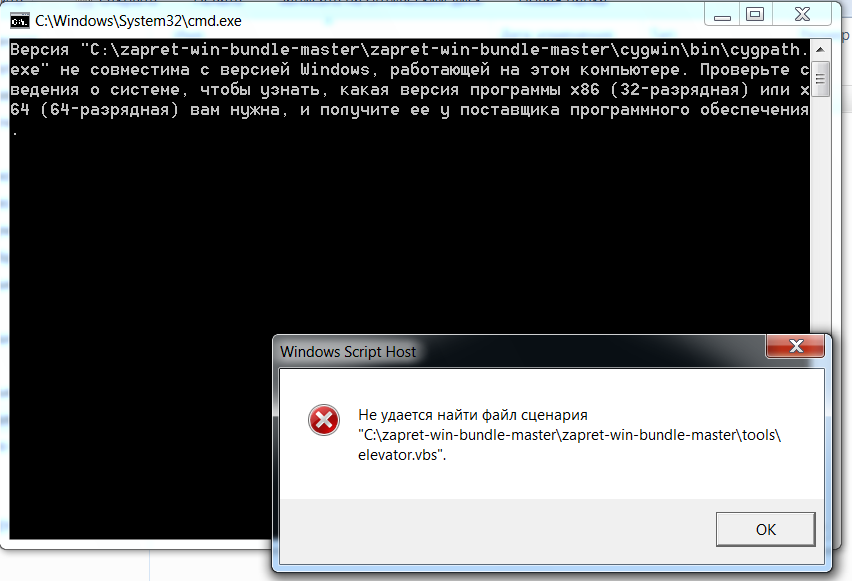 C:\Windows\System32\cmd.exe
Версия "C:\zapret-win-bundle-master\zapret-win-bundle-master\cygwin\bin\cygpath.
exe" не совместима с версией Windows, работающей на этом компьютере. Проверьте с
ведения о системе, чтобы узнать, какая версия программы x86 (32-разрядная) или x
64 (64-разрядная) вам нужна, и получите ее у поставщика программного обеспечения
.
Windows Script Host
Не удается найти файл сценария
"C:\zapret-win-bundle-master\zapret-win-bundle-master\tools\
elevator.vbs".
OK